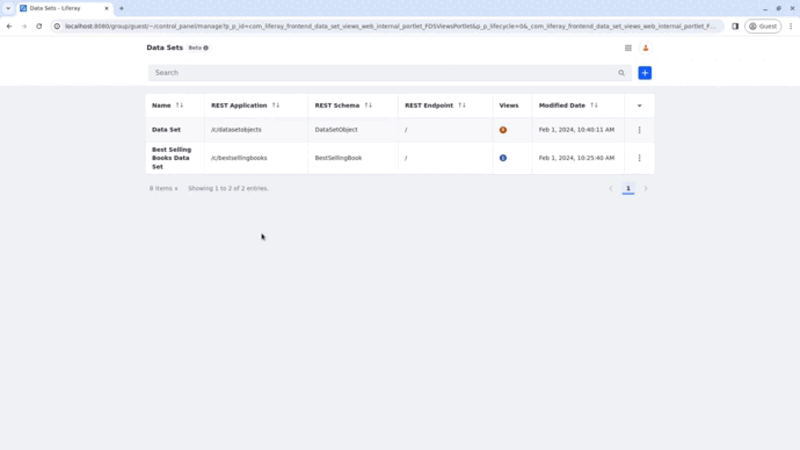 Data Sets - Liferay
localhost:8080/group/guest/~/control_panel/manage?p_p_id=com_liferay_frontend_data_set_views_web_internal_portlet_FDSViewsPortlet&p_p_lifecycle=0&_com_liferay_frontend_data_set_views_web_internal_portlet_F...
Guest
Data Sets Beta
Search
Name REST Application REST Schema REST Endpoint Views Modified Date
Data Set /c/datasetobjects DataSetObject / Feb 1, 2024, 10:40:11 AM
Best Selling
Books Data
Set
/c/bestsellingbooks BestSellingBook / 1 Feb 1, 2024, 10:25:40 AM
8 items Showing 1 to 2 of 2 entries. 1